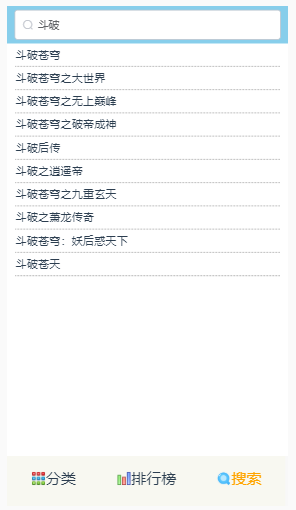 斗破
斗破苍穹
斗破苍穹之大世界
斗破苍穹之无上巅峰
斗破苍穹之破帝成神
斗破后传
斗破之逍遥帝
斗破苍穹之九重玄天
斗破之萧龙传奇
斗破苍穹：妖后惑天下
斗破苍天
分类 排行榜 搜索